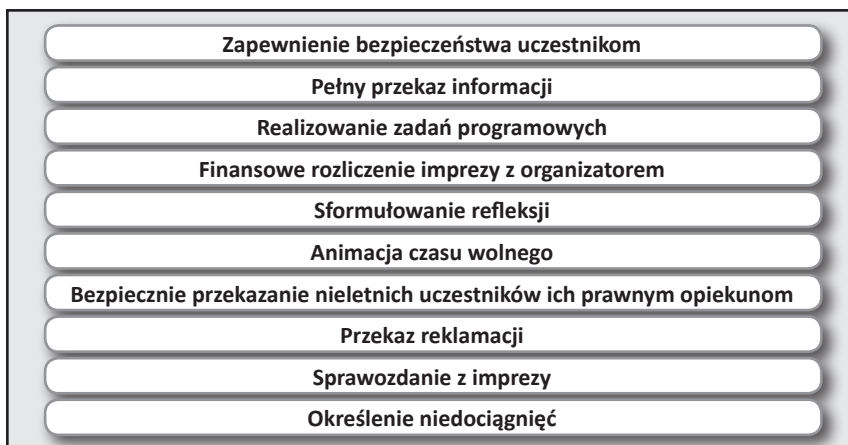 Zapewnienie bezpieczeństwa uczestnikom
Pełny przekaz informacji
Realizowanie zadań programowych
Finansowe rozliczenie imprezy z organizatorem
Sformułowanie refleksji
Animacja czasu wolnego
Bezpiecznie przekazanie nieletnich uczestników ich prawnym opiekunom
Przekaz reklamacji
Sprawozdanie z imprezy
Określenie niedociągnięć